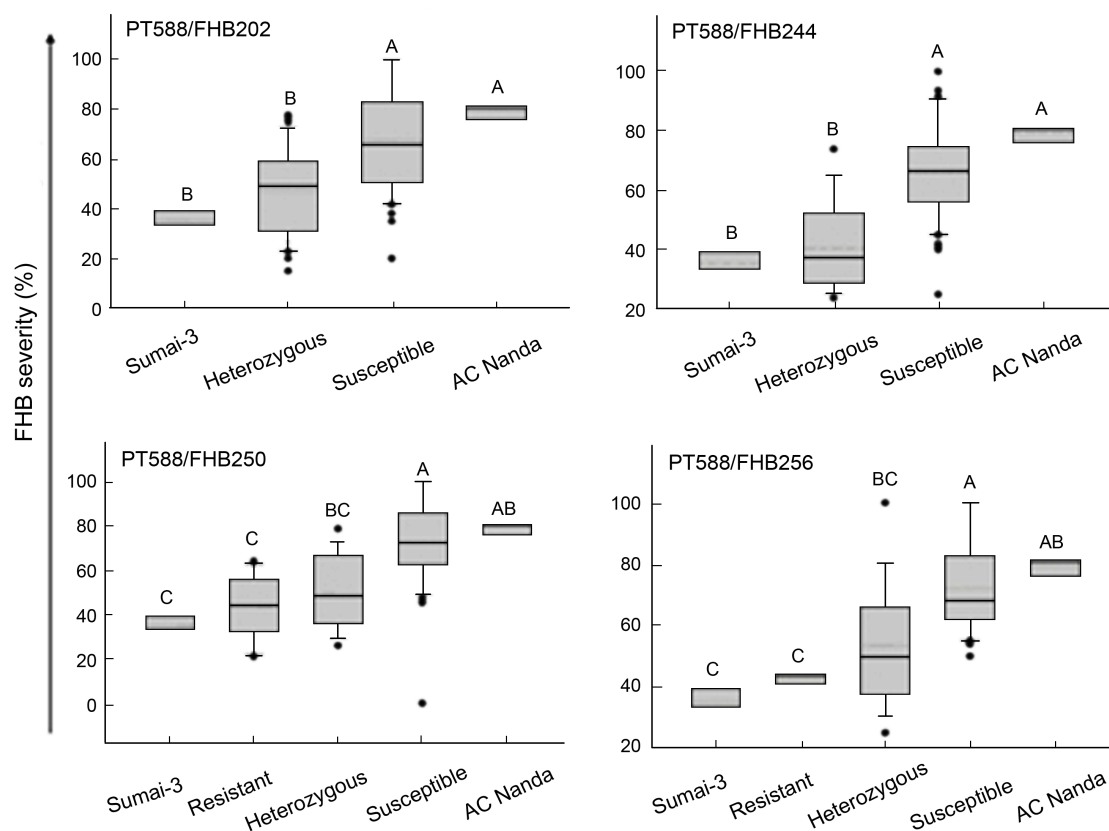 FHB severity (%)
PT588/FHB202
100
80
60
40
20
0
B
B
A
A
Sumai-3
Heterozygous
Susceptible
AC Nanda
PT588/FHB244
100
80
60
40
20
B
B
A
A
Sumai-3
Heterozygous
Susceptible
AC Nanda
PT588/FHB250
100
80
60
40
20
0
C
C
BC
A
AB
Sumai-3
Resistant
Heterozygous
Susceptible
AC Nanda
PT588/FHB256
100
80
60
40
20
C
C
BC
A
AB
Sumai-3
Resistant
Heterozygous
Susceptible
AC Nanda